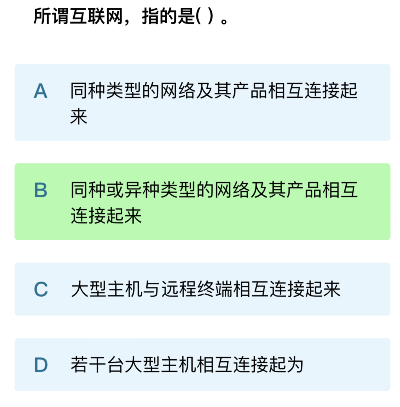 所谓互联网，指的是( ) 。
A 同种类型的网络及其产品相互连接起
来
B 同种或异种类型的网络及其产品相互
连接起来
C 大型主机与远程终端相互连接起来
D 若干台大型主机相互连接起为